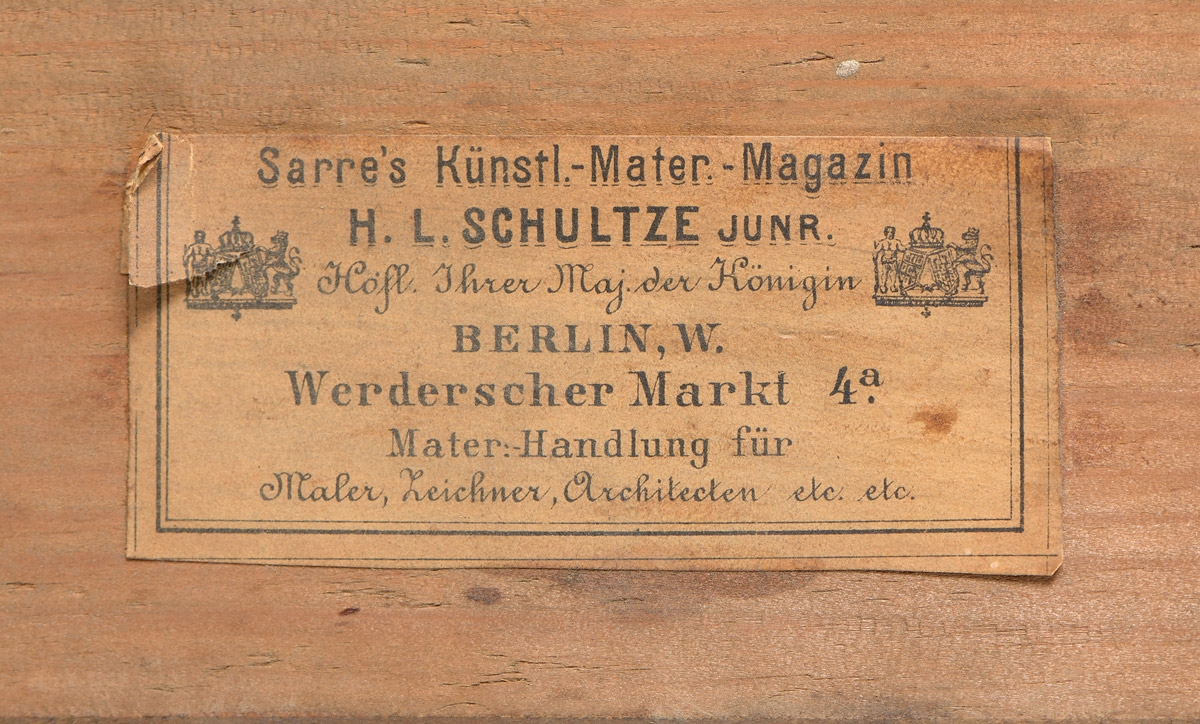 Sarre's Künstl.-Mater.-Magazin
H. L. SCHULTZE JUNR.
Hofl. Ihrer Maj. der Königin
BERLIN, W.
Werderscher Markt 4a.
Mater.-Handlung für
Maler, Zeichner, Architecten etc. etc.